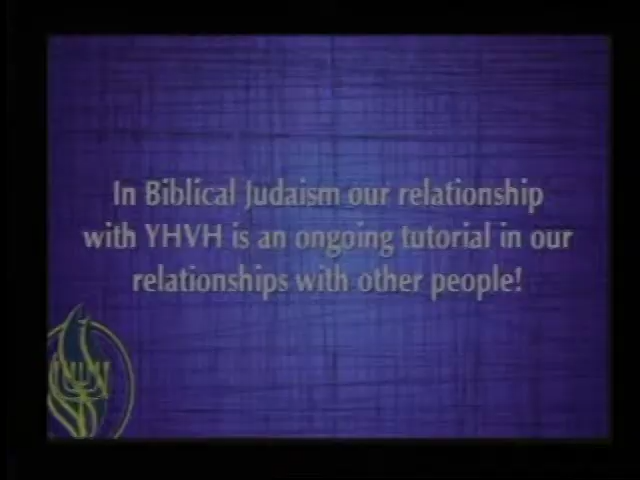 In Biblical Judaism our relationship
with YHVH is an ongoing tutorial in our
relationships with other people!